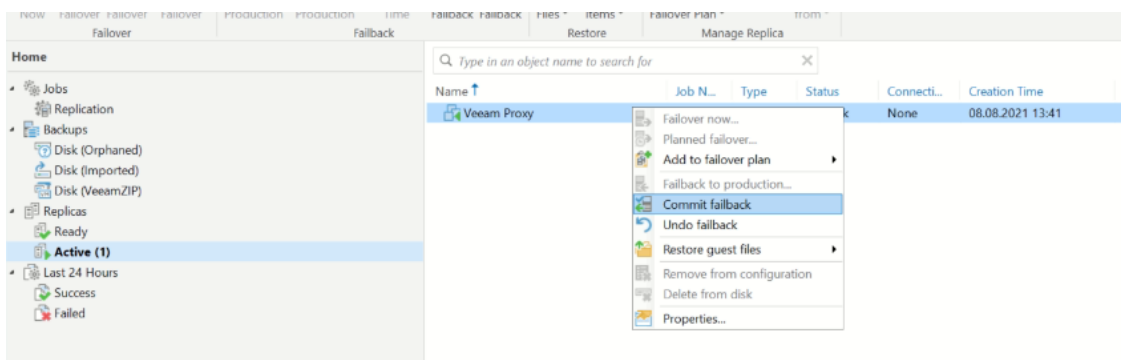 Now Failover Failover Failover Production Production Time Failback Failback Files Items Failover Plan from
Failover Failback Restore Manage Replica
Home
Type in an object name to search for
Jobs
Replication
Backups
Disk (Orphaned)
Disk (Imported)
Disk (VeeamZIP)
Replicas
Ready
Active (1)
Last 24 Hours
Success
Failed
Name Job N... Type Status Connecti... Creation Time
Veeam Proxy k None 08.08.2021 13:41
Failover now...
Planned failover...
Add to failover plan
Failback to production...
Commit failback
Undo failback
Restore guest files
Remove from configuration
Delete from disk
Properties...